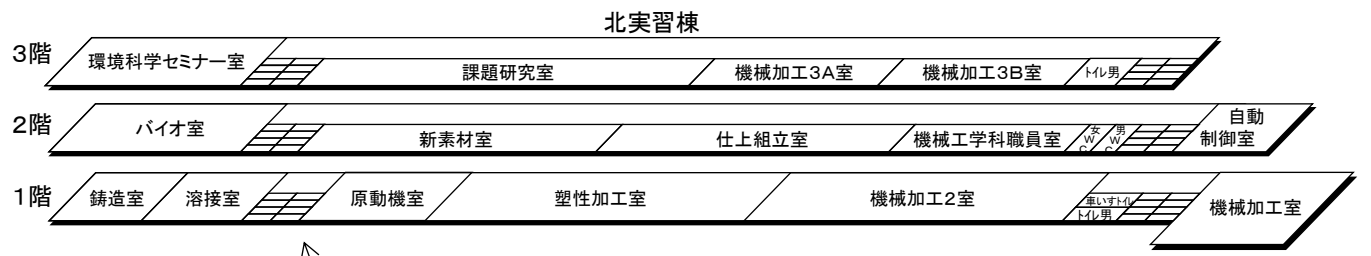 北実習棟
3階
環境科学セミナー室
課題研究室
機械加工3A室
機械加工3B室
トイレ男
2階
バイオ室
新素材室
仕上組立室
機械工学科職員室
女WC
男WC
自動
制御室
1階
鋳造室
溶接室
原動機室
塑性加工室
機械加工2室
車いすトイレ
トイレ男
機械加工室